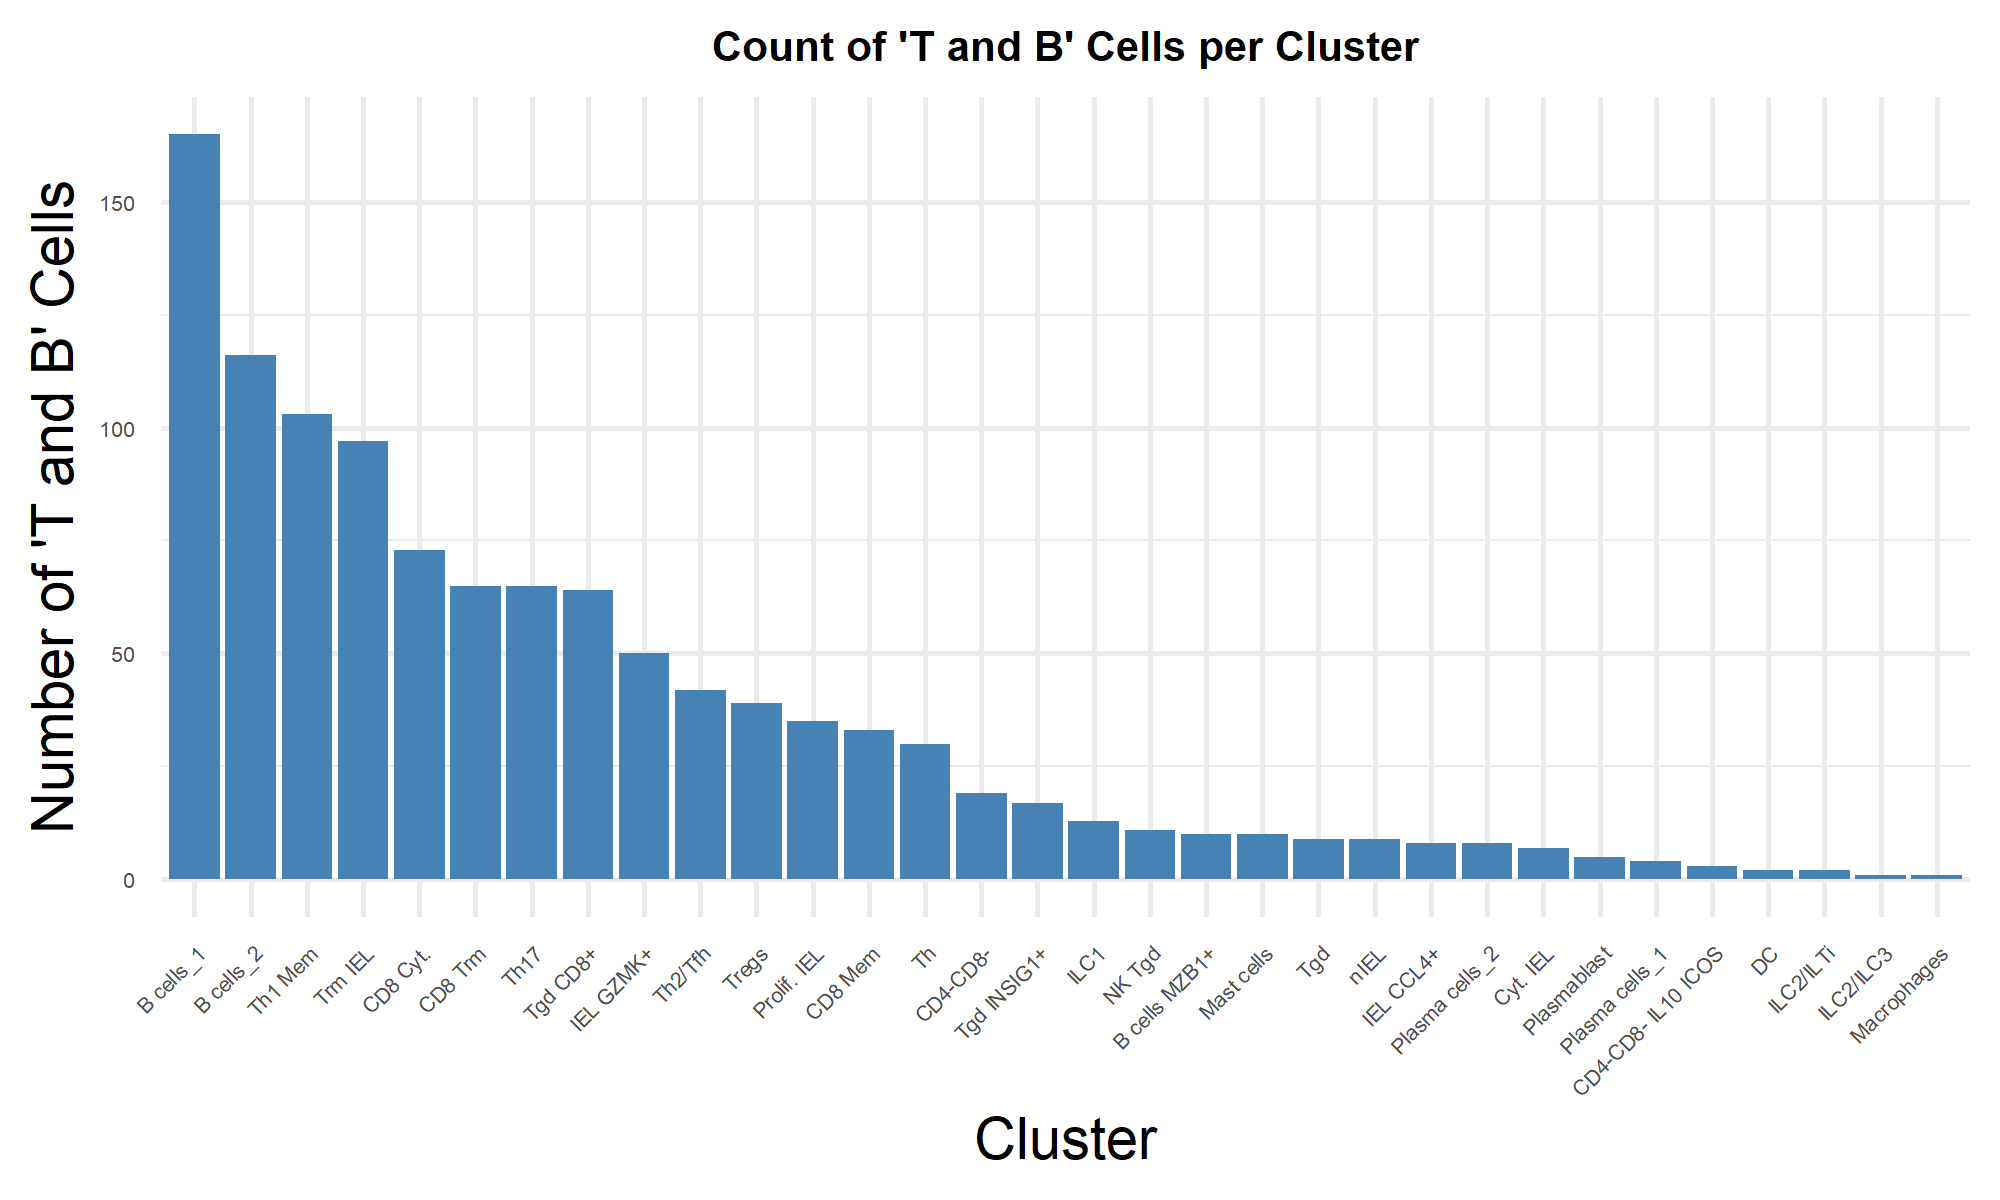 Count of 'T and B' Cells per Cluster
Number of 'T and B' Cells
150
100
50
0
B cells_1
B cells_2
Th1 Mem
Trm IEL
CD8 Cyt.
CD8 Trm
Th17
Tgd CD8+
IEL GZMK+
Th2/Tfh
Tregs
Prolif. IEL
CD8 Mem
Th
CD4-CD8-
Tgd INSIG1+
ILC1
NK Tgd
B cells MZB1+
Mast cells
Tgd
nIEL
IEL CCL4+
Plasma cells_2
Cyt. IEL
Plasmablast
Plasma cells_1
CD4-CD8- IL10 ICOS
DC
ILC2/ILTi
ILC2/ILC3
Macrophages
Cluster